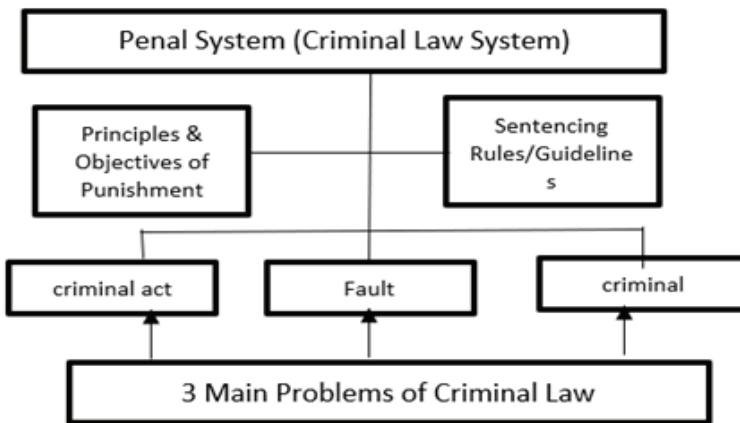 Penal System (Criminal Law System)
Principles &
Objectives of
Punishment
Sentencing
Rules/Guideline
s
criminal act
Fault
criminal
3 Main Problems of Criminal Law